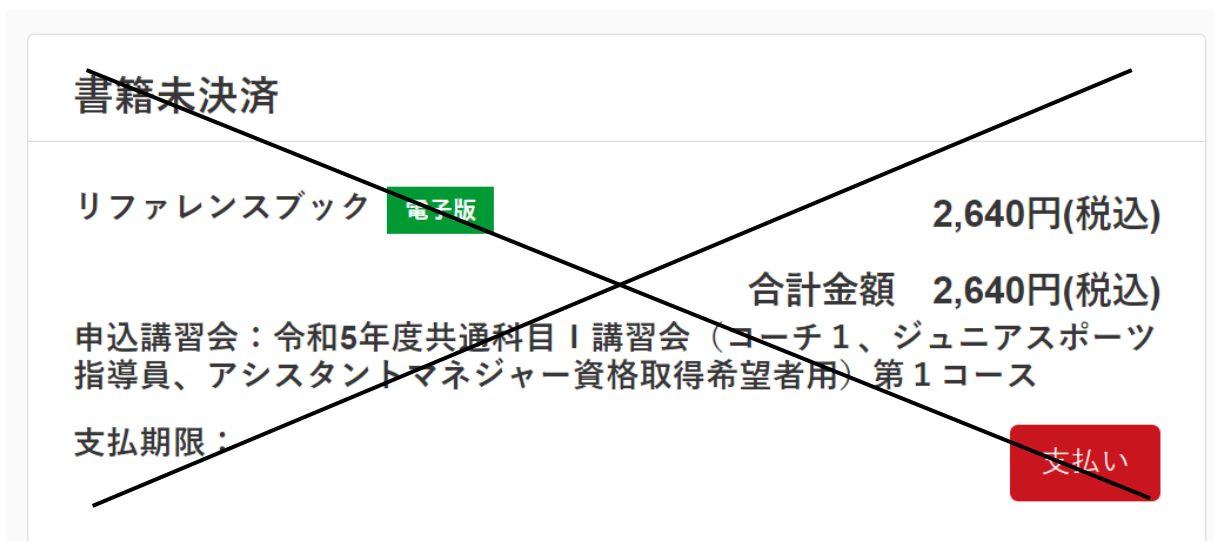 書籍未決済
リファレンスブック 電子版 2,640円(税込)
合計金額 2,640円(税込)
申込講習会：令和5年度共通科目Ⅰ講習会（コーチ１、ジュニアスポーツ
指導員、アシスタントマネジャー資格取得希望者用）第１コース
支払期限：
支払い